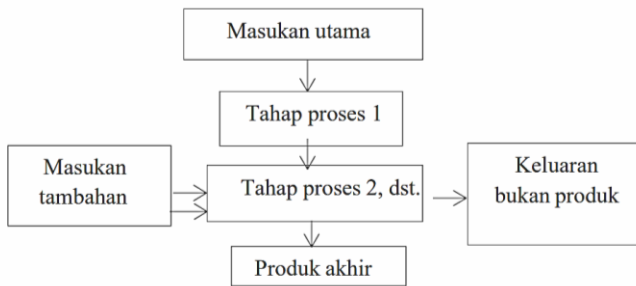 Masukan utama
Tahap proses 1
Masukan
tambahan
Tahap proses 2, dst.
Keluaran
bukan produk
Produk akhir